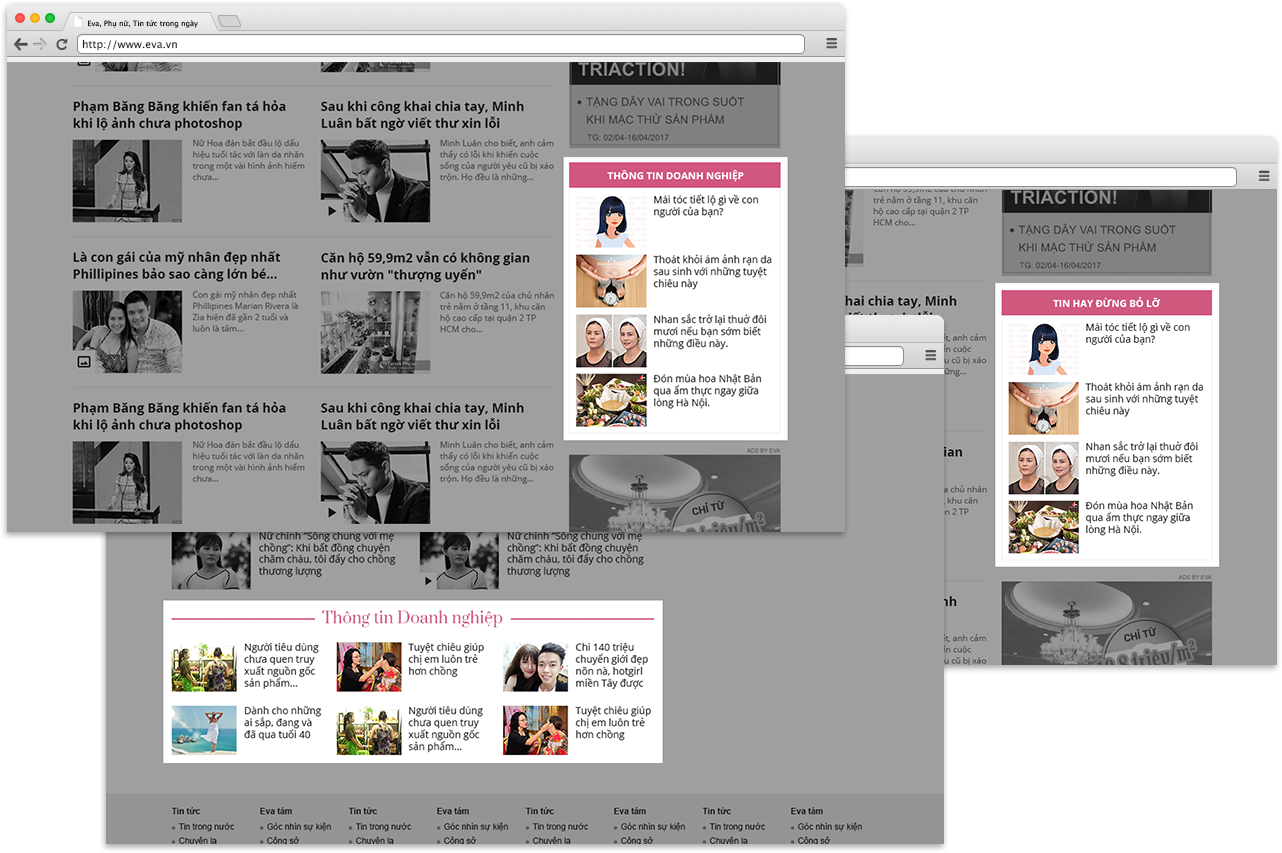 Eva, Phụ nữ, Tin tức trong ngày
http://www.eva.vn
Phạm Băng Băng khiến fan tá hỏa
khi lộ ảnh chưa photoshop
Nữ Hoa đán bắt đầu lộ dấu
hiệu tuổi tác với làn da nhăn
trong một vài hình ảnh hiếm
chưa...
Sau khi công khai chia tay, Minh
Luân bất ngờ viết thư xin lỗi
Minh Luân cho biết, anh cảm
thấy có lỗi khi khiến cuộc
sống của người yêu cũ bị xáo
trộn. Họ đều là những...
Là con gái của mỹ nhân đẹp nhất
Phillipines bảo sao càng lớn bé...
Con gái mỹ nhân đẹp nhất
Phillipines Marian Rivera là
Zia hiện đã gần 2 tuổi và
luôn là tâm...
Căn hộ 59,9m2 vẫn có không gian
như vườn "thượng uyển"
Căn hộ 59,9m2 của chủ nhân
trẻ nằm ở tầng 11, khu căn
hộ cao cấp tại quận 2 TP
HCM cho...
Phạm Băng Băng khiến fan tá hỏa
khi lộ ảnh chưa photoshop
Nữ Hoa đán bắt đầu lộ dấu
hiệu tuổi tác với làn da nhăn
trong một vài hình ảnh hiếm
chưa...
Sau khi công khai chia tay, Minh
Luân bất ngờ viết thư xin lỗi
Minh Luân cho biết, anh cảm
thấy có lỗi khi khiến cuộc
sống của người yêu cũ bị xáo
trộn. Họ đều là những...
TRIACTION!
• TẶNG DÂY VAI TRONG SUỐT
KHI MẶC THỬ SẢN PHẨM
TG: 02/04-16/04/2017
THÔNG TIN DOANH NGHIỆP
Mái tóc tiết lộ gì về con
người của bạn?
Thoát khỏi ám ảnh rạn da
sau sinh với những tuyệt
chiêu này
Nhan sắc trở lại thuở đôi
mươi nếu bạn sớm biết
những điều này.
Đón mùa hoa Nhật Bản
qua ẩm thực ngay giữa
lòng Hà Nội.
ADS BY EVA
CHỈ TỪ
trẻ nằm ở tầng 11, khu căn
hộ cao cấp tại quận 2 TP
HCM cho...
hai chia tay, Minh
, anh cảm
n cuộc
u cũ bị xáo
ian
a chủ nhân
khu căn
n 2 TP
nh
, anh cảm
n cuộc
u cũ bị xáo
TRIACTION!
• TẶNG DÂY VAI TRONG SUỐT
KHI MẶC THỬ SẢN PHẨM
TG: 02/04-16/04/2017
TIN HAY ĐỪNG BỎ LỠ
Mái tóc tiết lộ gì về con
người của bạn?
Thoát khỏi ám ảnh rạn da
sau sinh với những tuyệt
chiêu này
Nhan sắc trở lại thuở đôi
mươi nếu bạn sớm biết
những điều này.
Đón mùa hoa Nhật Bản
qua ẩm thực ngay giữa
lòng Hà Nội.
ADS BY EVA
CHỈ TỪ
Nữ chính "Sống chung với mẹ
chồng": Khi bất đồng chuyện
chăm cháu, tôi đẩy cho chồng
thương lượng
Nữ chính "Sống chung với mẹ
chồng": Khi bất đồng chuyện
chăm cháu, tôi đẩy cho chồng
thương lượng
Thông tin Doanh nghiệp
Người tiêu dùng
chưa quen truy
xuất nguồn gốc
sản phẩm...
Tuyệt chiêu giúp
chị em luôn trẻ
hơn chồng
Chi 140 triệu
chuyển giới đẹp
nõn nà, hotgirl
miền Tây được
Dành cho những
ai sắp, đang và
đã qua tuổi 40
Người tiêu dùng
chưa quen truy
xuất nguồn gốc
sản phẩm...
Tuyệt chiêu giúp
chị em luôn trẻ
hơn chồng
Tin tức Eva tám Tin tức Eva tám Tin tức Eva tám Tin tức Eva tám
Tin trong nước Góc nhìn sự kiện Tin trong nước Góc nhìn sự kiện Tin trong nước Góc nhìn sự kiện Tin trong nước Góc nhìn sự kiện
Chuyện lạ Công sở Chuyện lạ Công sở Chuyện lạ Công sở Chuyện lạ Công sở